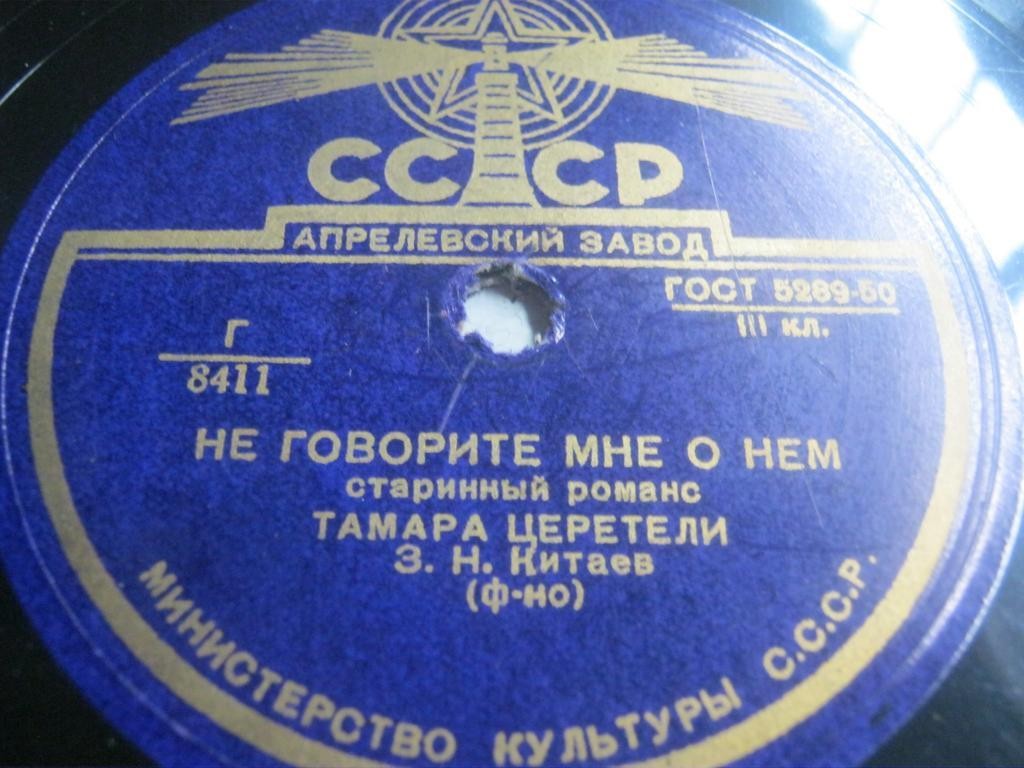 СССР
АПРЕЛЕВСКИЙ ЗАВОД
ГОСТ 5289-50
III кл.
Г
8411
НЕ ГОВОРИТЕ МНЕ О НЕМ
старинный романс
ТАМАРА ЦЕРЕТЕЛИ
З. Н. Китаев
(ф-но)
МИНИСТЕРСТВО КУЛЬТУРЫ С.С.С.Р.